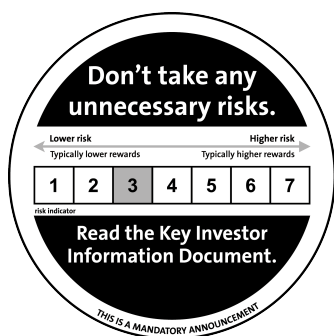 Don’t take any
unnecessary risks.
Lower risk Higher risk
Typically lower rewards Typically higher rewards
1 2 3 4 5 6 7
risk indicator
Read the Key Investor
Information Document.
THIS IS A MANDATORY ANNOUNCEMENT